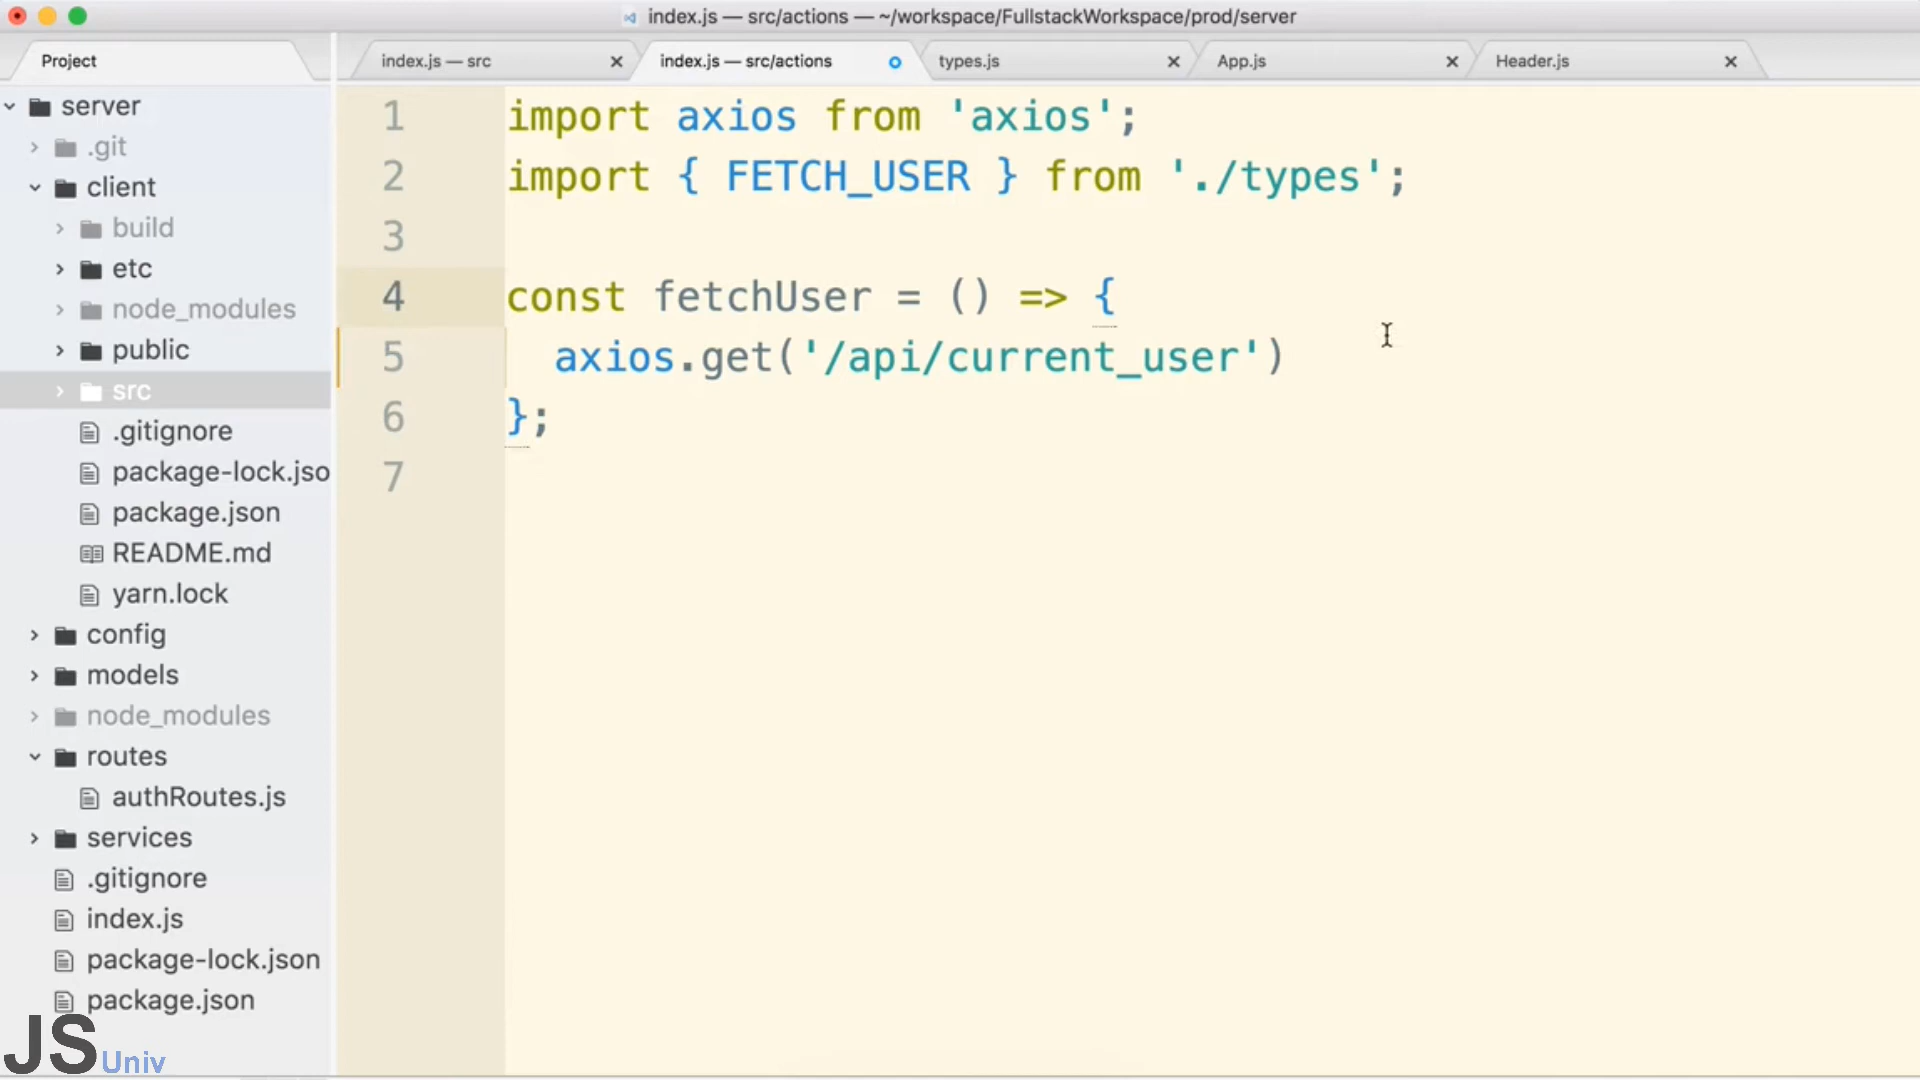 index.js — src/actions — ~/workspace/FullstackWorkspace/prod/server
Project
index.js — src
index.js — src/actions
types.js
App.js
Header.js
server
.git
client
build
etc
node_modules
public
src
.gitignore
package-lock.jso
package.json
README.md
yarn.lock
config
models
node_modules
routes
authRoutes.js
services
.gitignore
index.js
package-lock.json
package.json
1 import axios from 'axios';
2 import { FETCH_USER } from './types';
3
4 const fetchUser = () => {
5 axios.get('/api/current_user')
6 };
7
JS Univ